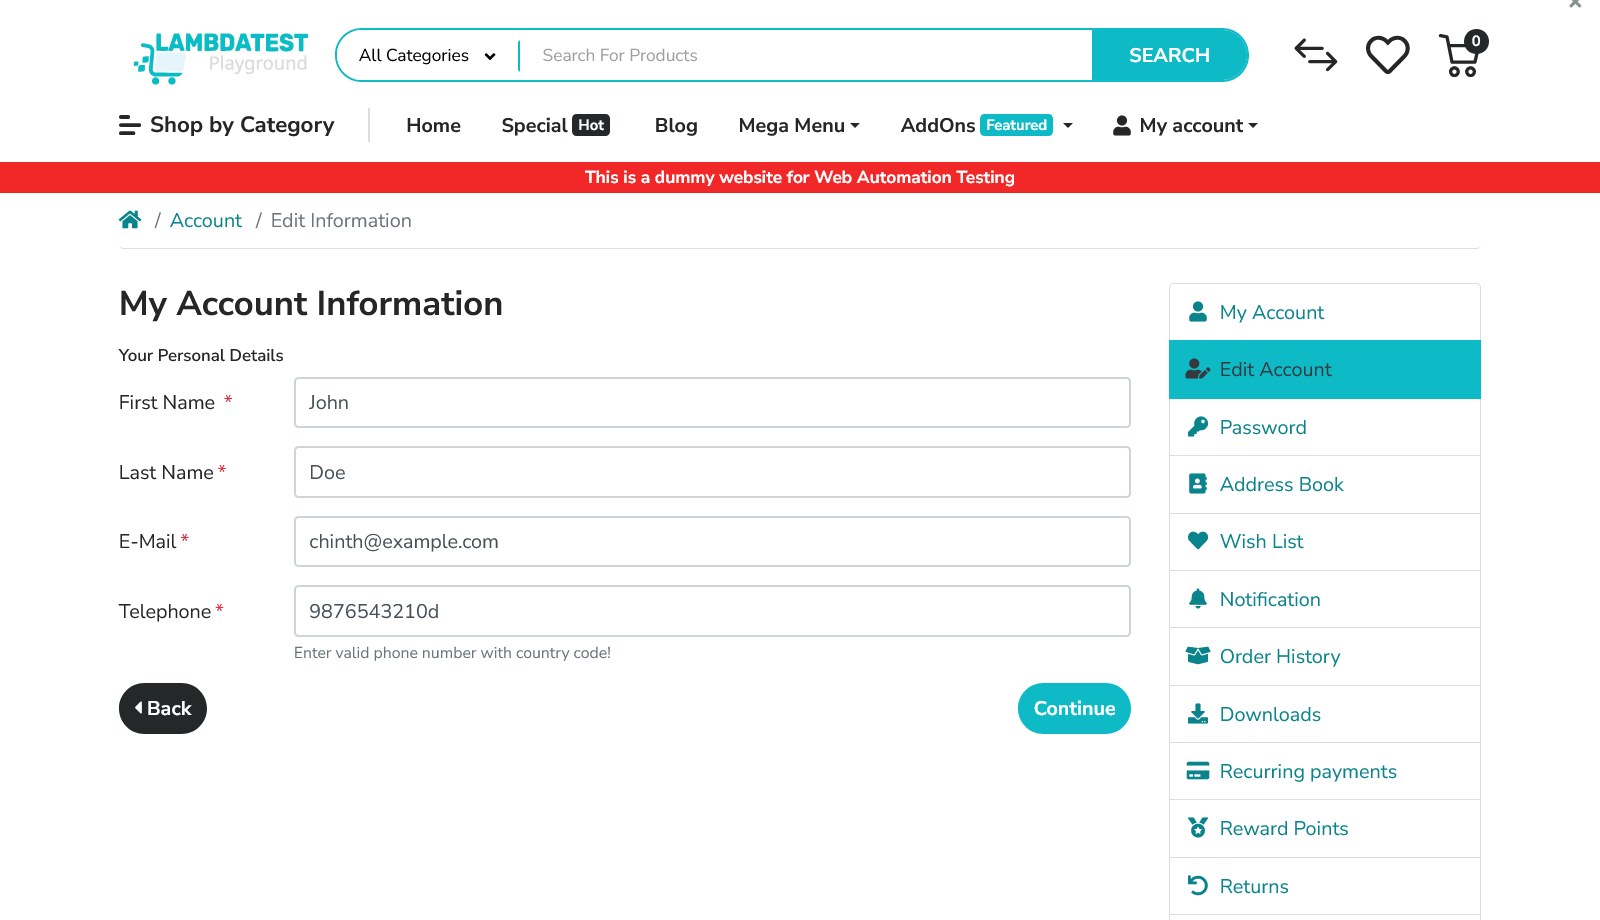 LAMBDATEST
Playground
All Categories
Search For Products
SEARCH
0
Shop by Category
Home
Special Hot
Blog
Mega Menu
AddOns Featured
My account
This is a dummy website for Web Automation Testing
/ Account / Edit Information
My Account Information
Your Personal Details
First Name *
John
Last Name *
Doe
E-Mail *
chinth@example.com
Telephone *
9876543210d
Enter valid phone number with country code!
Back
Continue
My Account
Edit Account
Password
Address Book
Wish List
Notification
Order History
Downloads
Recurring payments
Reward Points
Returns